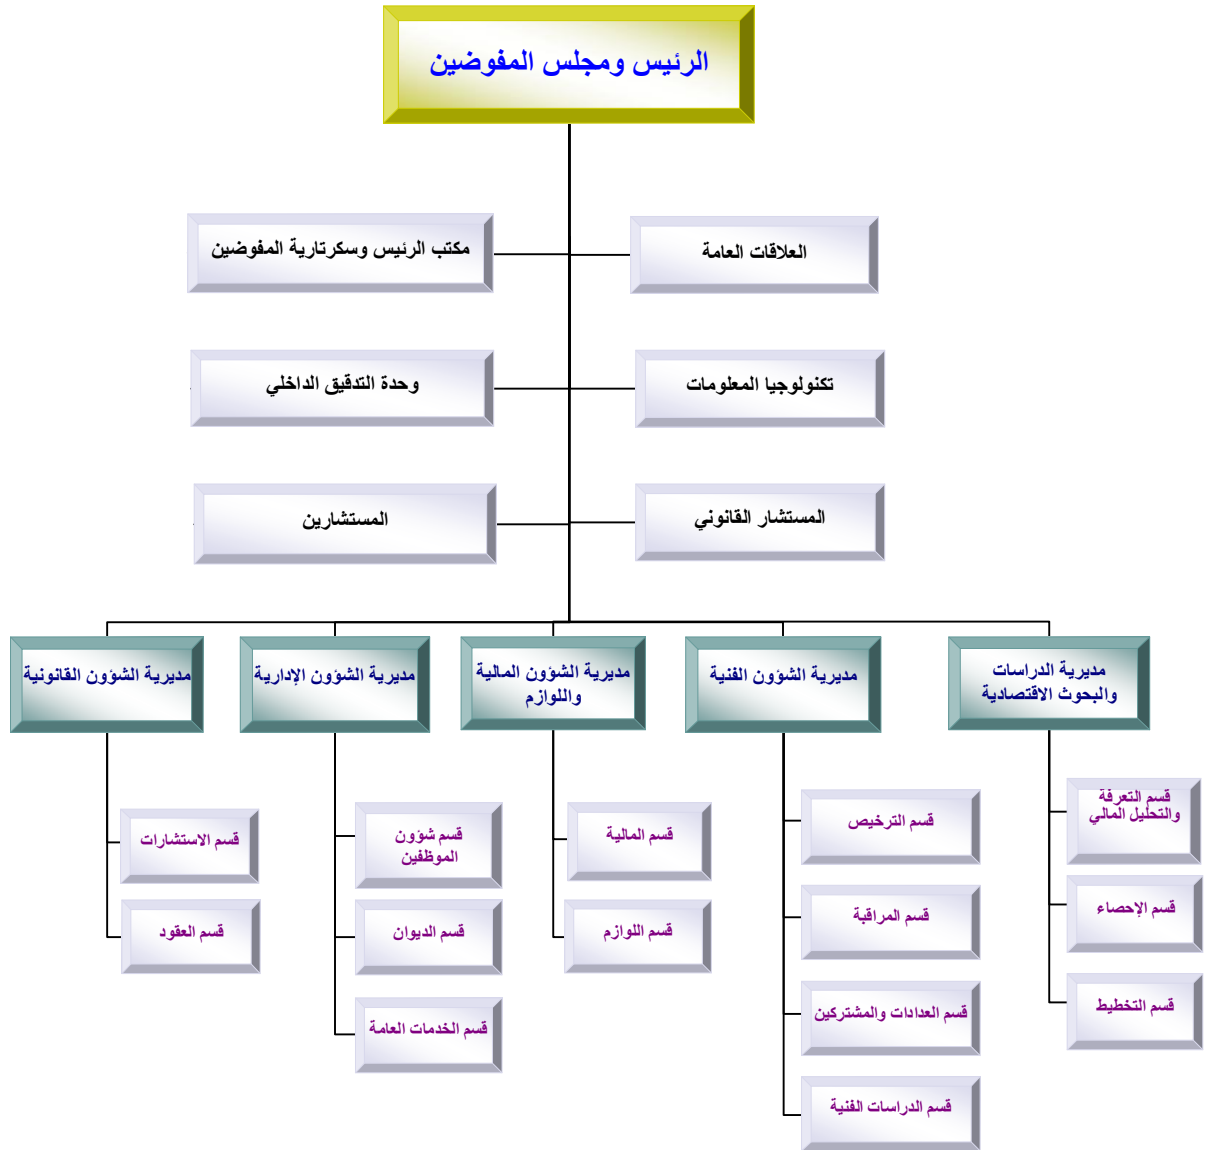 الرئيس ومجلس المفوضين
العلاقات العامة
مكتب الرئيس وسكرتارية المفوضين
تكنولوجيا المعلومات
وحدة التدقيق الداخلي
المستشار القانوني
المستشارين
مديرية الدراسات
والبحوث الاقتصادية
مديرية الشؤون الفنية
مديرية الشؤون المالية
واللوازم
مديرية الشؤون الإدارية
مديرية الشؤون القانونية
قسم التعرفة
والتحليل المالي
قسم الإحصاء
قسم التخطيط
قسم الترخيص
قسم المراقبة
قسم العدادات والمشتركين
قسم الدراسات الفنية
قسم المالية
قسم اللوازم
قسم شؤون
الموظفين
قسم الديوان
قسم الخدمات العامة
قسم الاستشارات
قسم العقود